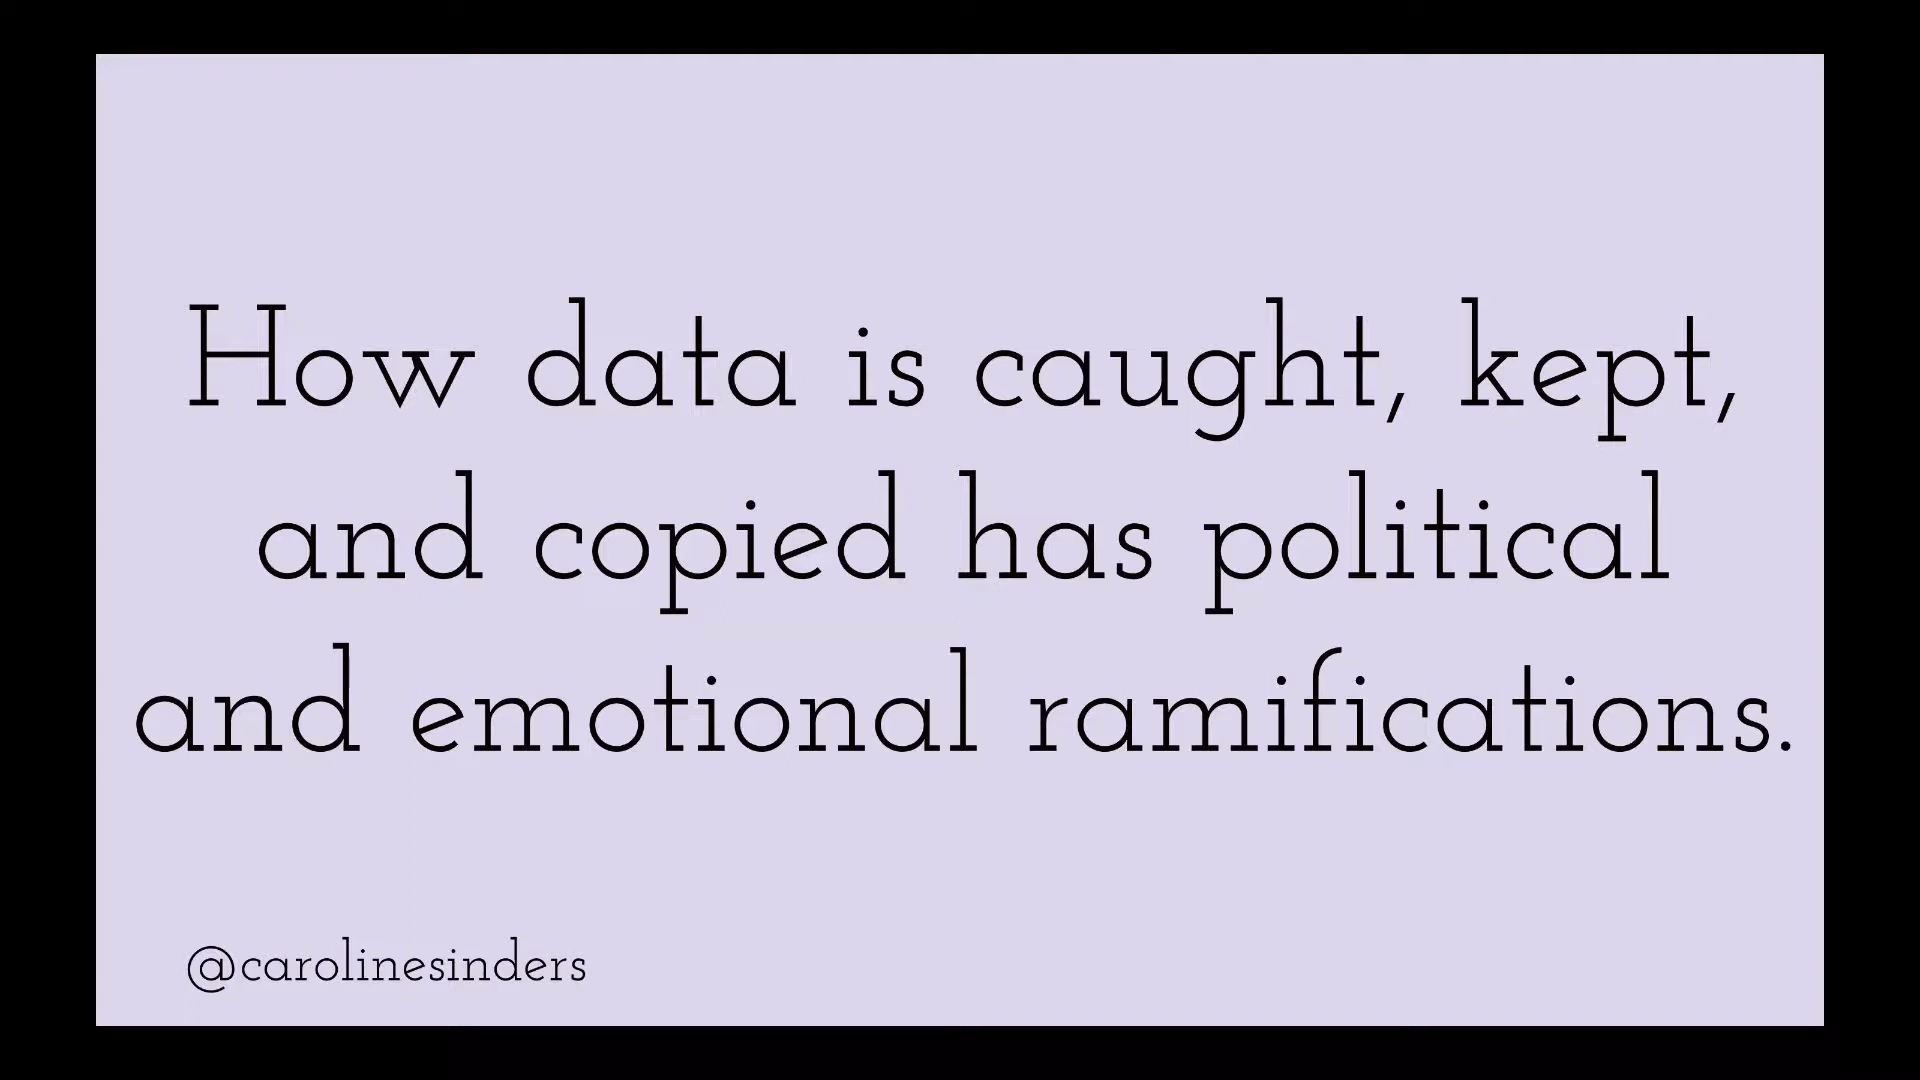 How data is caught, kept,
and copied has political
and emotional ramifications.
@carolinesinders